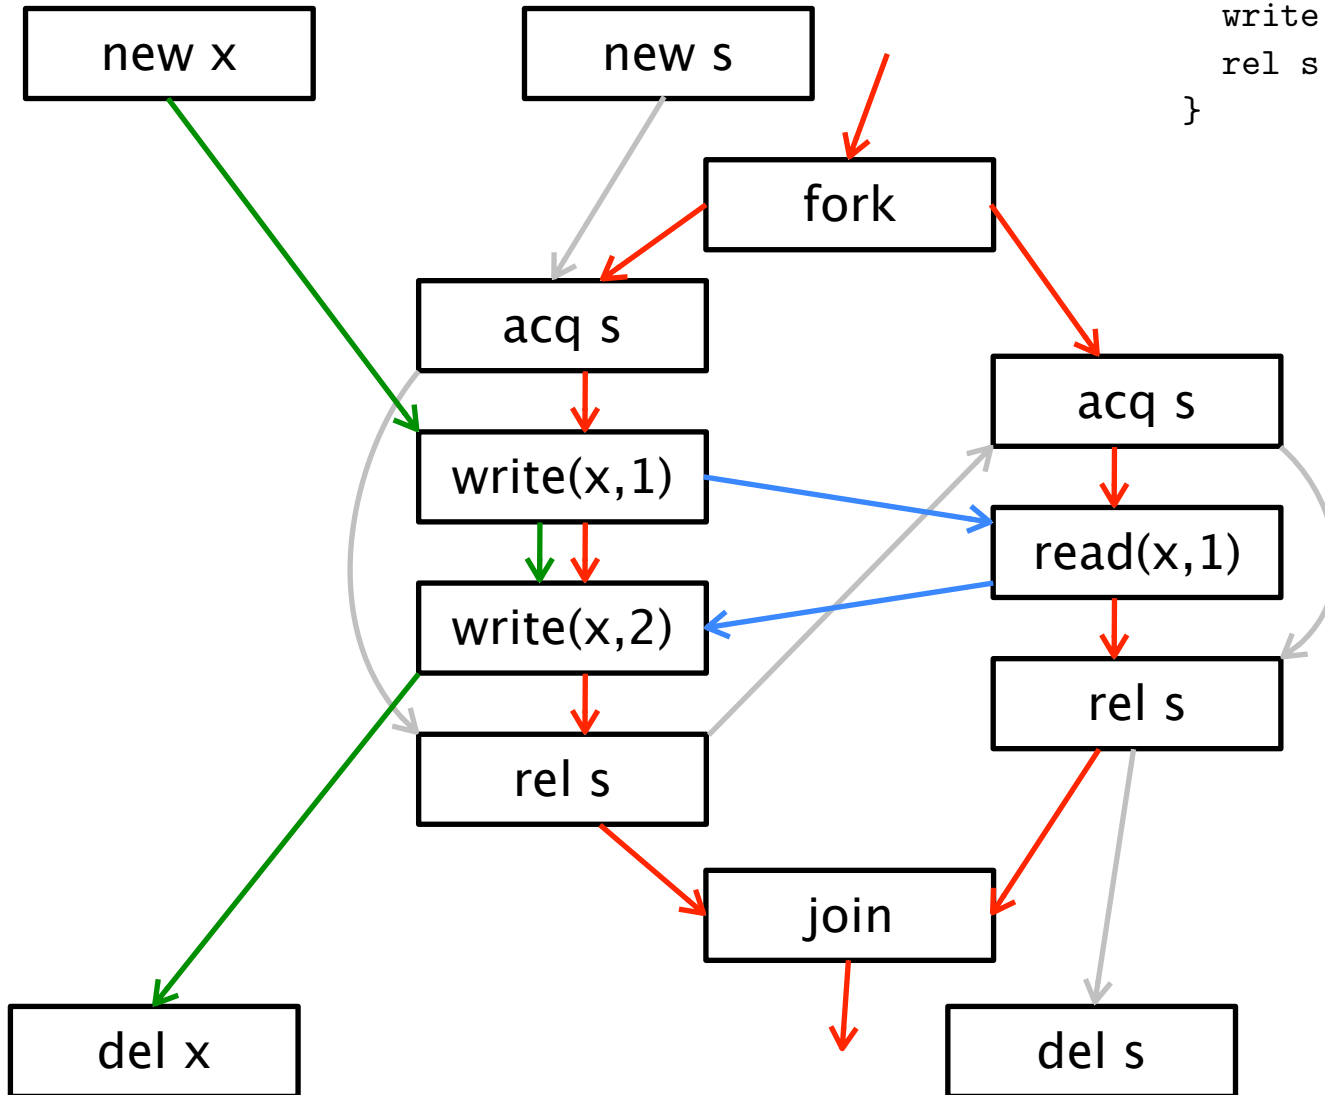 new x
new s
write
rel s
}
fork
acq s
acq s
write(x,1)
read(x,1)
write(x,2)
rel s
rel s
join
del x
del s